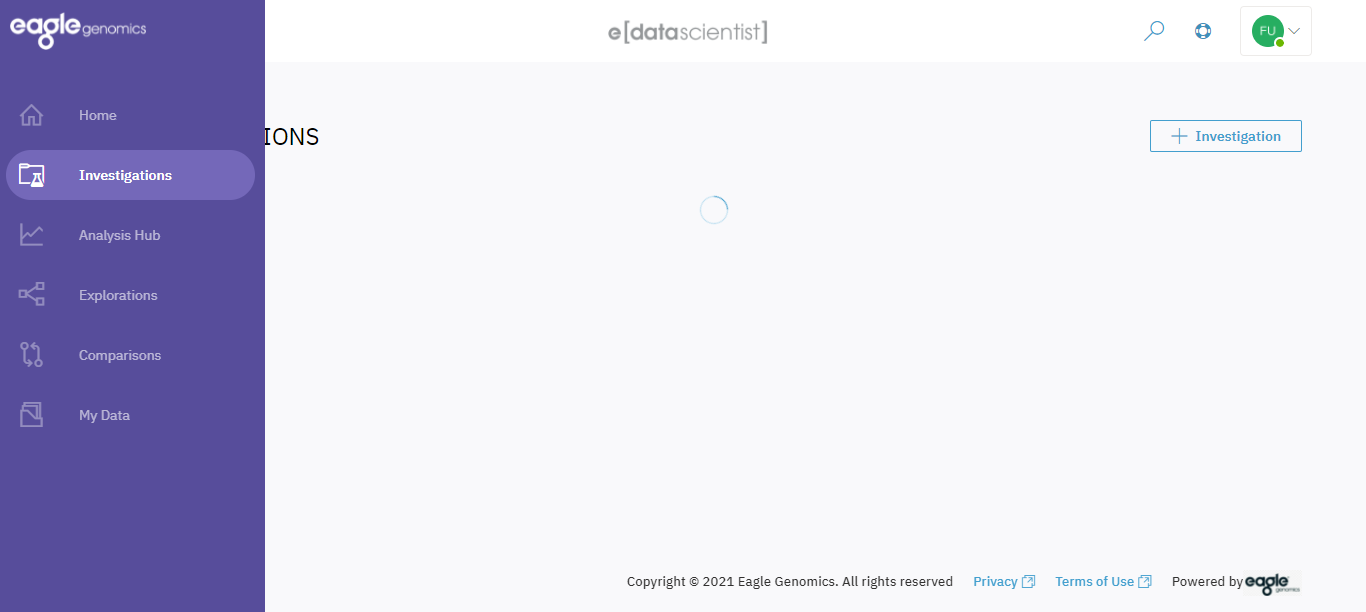 eagle genomics
e[datascientist]
FU
Home
IONS
Investigation
Investigations
Analysis Hub
Explorations
Comparisons
My Data
Copyright © 2021 Eagle Genomics. All rights reserved Privacy Terms of Use Powered by eagle genomics